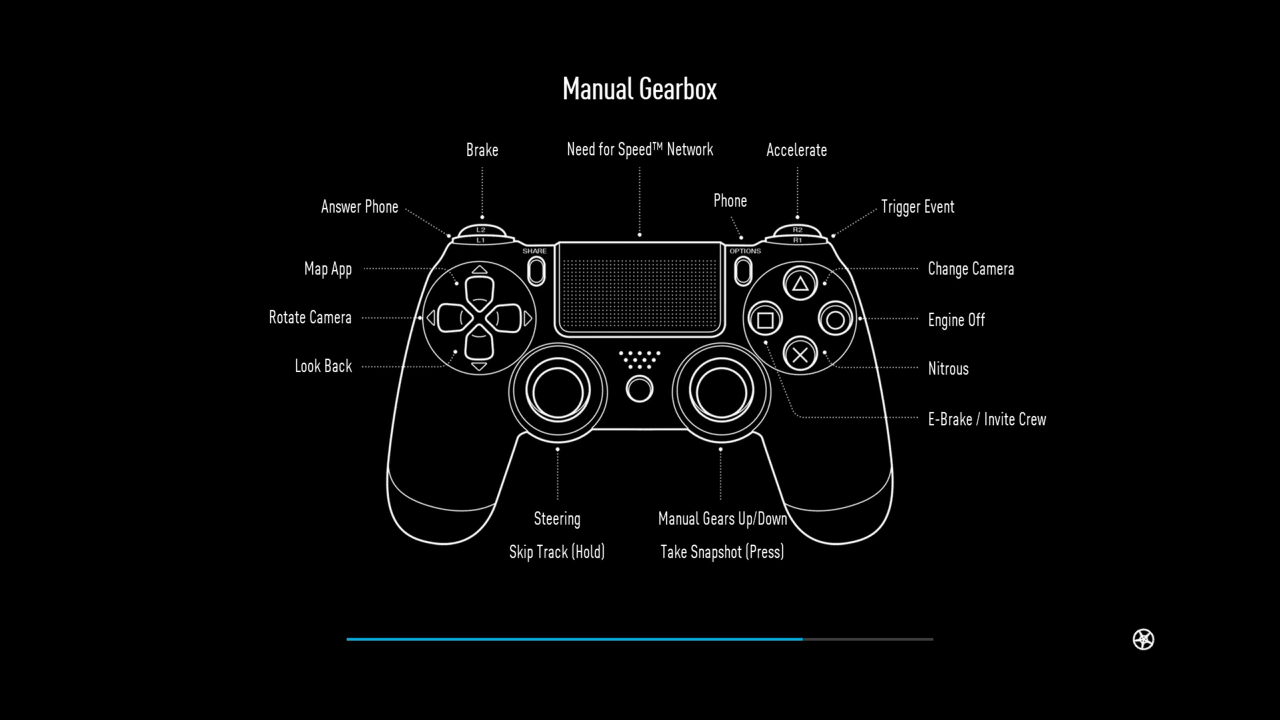 Manual Gearbox
Brake
Need for Speed™ Network
Accelerate
Answer Phone
Phone
Trigger Event
L2
R2
L1
R1
SHARE
OPTIONS
Map App
Change Camera
Rotate Camera
Engine Off
Look Back
Nitrous
E-Brake / Invite Crew
Steering
Manual Gears Up/Down
Skip Track (Hold)
Take Snapshot (Press)